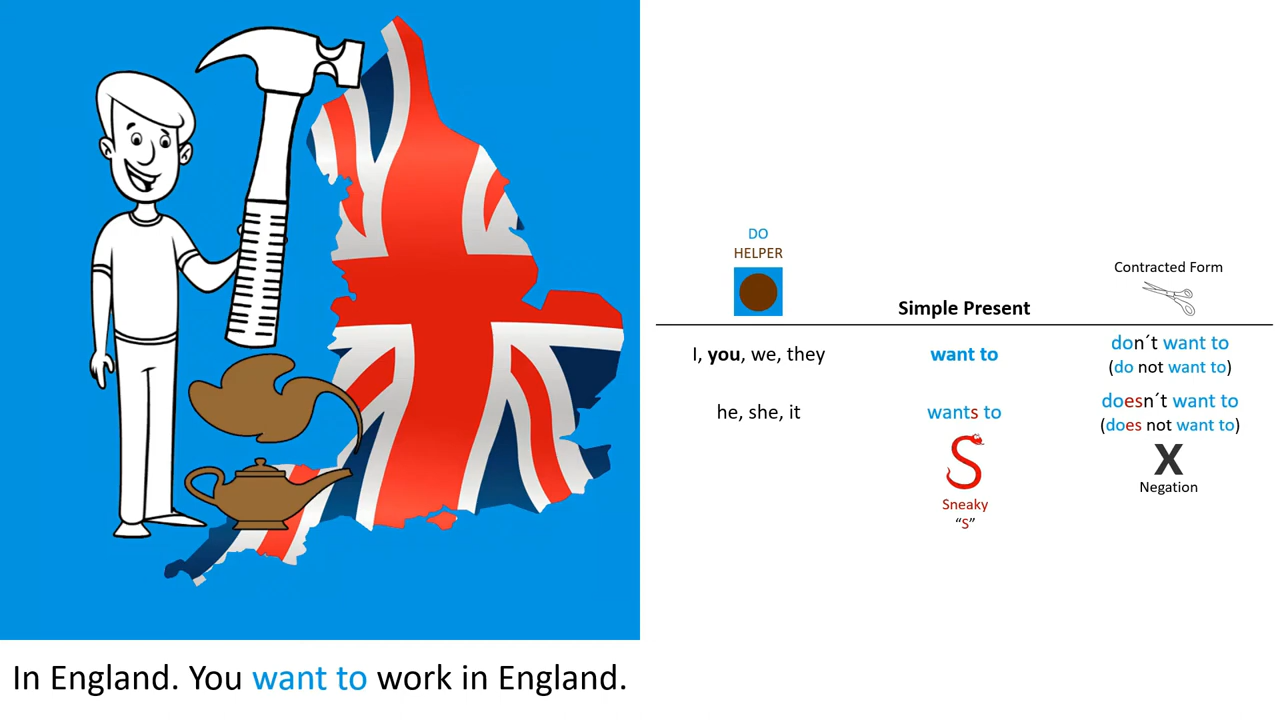 DO
HELPER
Contracted Form
Simple Present
I, you, we, they
want to
don´t want to
(do not want to)
he, she, it
wants to
doesn´t want to
(does not want to)
S
X
Negation
Sneaky
“S”
In England. You want to work in England.